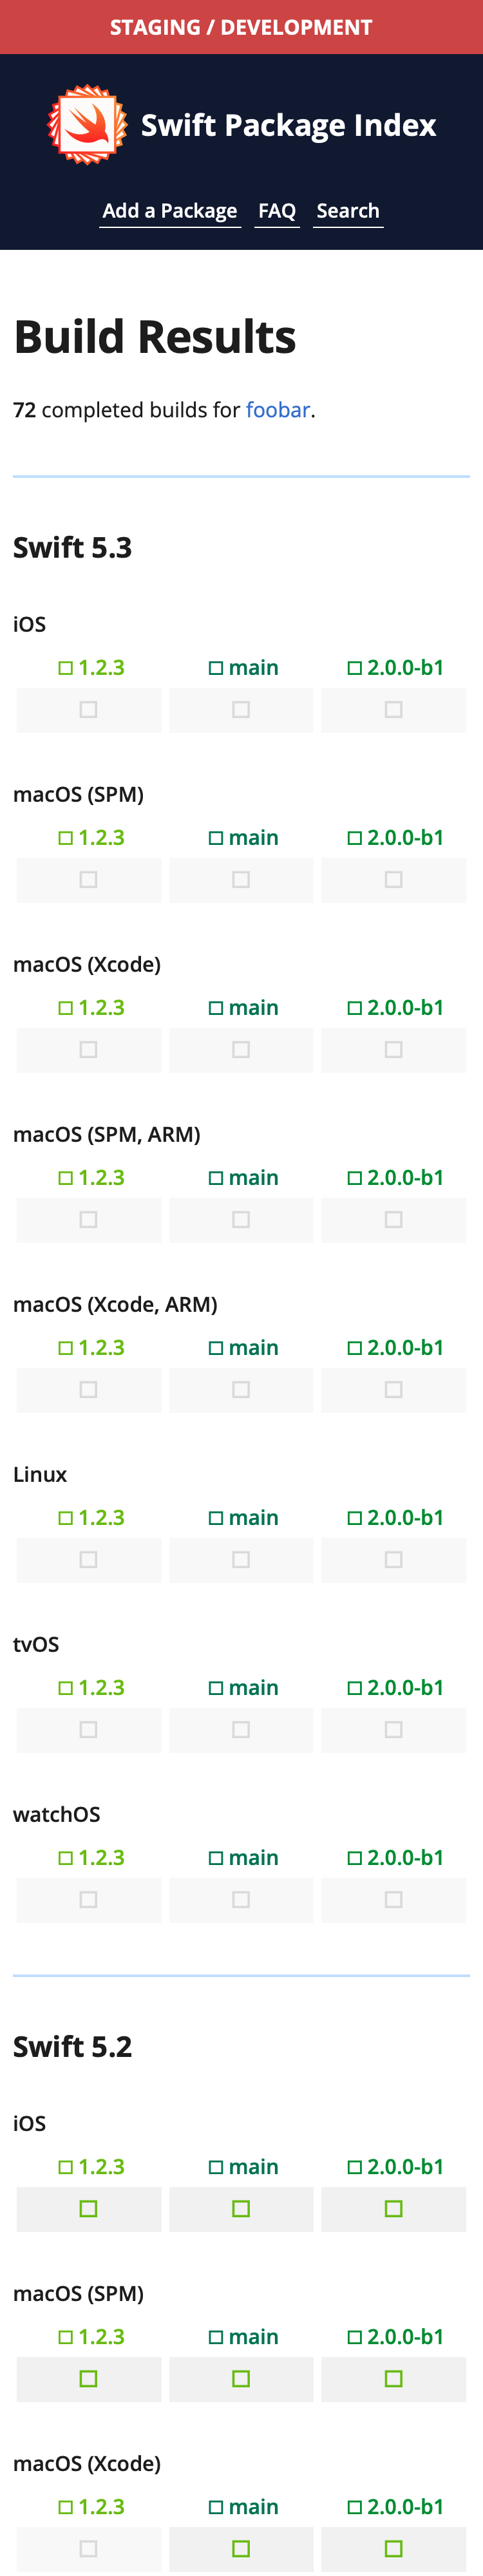 STAGING / DEVELOPMENT
Swift Package Index
Add a Package FAQ Search
Build Results
72 completed builds for foobar.
Swift 5.3
iOS
1.2.3 main 2.0.0-b1
macOS (SPM)
1.2.3 main 2.0.0-b1
macOS (Xcode)
1.2.3 main 2.0.0-b1
macOS (SPM, ARM)
1.2.3 main 2.0.0-b1
macOS (Xcode, ARM)
1.2.3 main 2.0.0-b1
Linux
1.2.3 main 2.0.0-b1
tvOS
1.2.3 main 2.0.0-b1
watchOS
1.2.3 main 2.0.0-b1
Swift 5.2
iOS
1.2.3 main 2.0.0-b1
macOS (SPM)
1.2.3 main 2.0.0-b1
macOS (Xcode)
1.2.3 main 2.0.0-b1